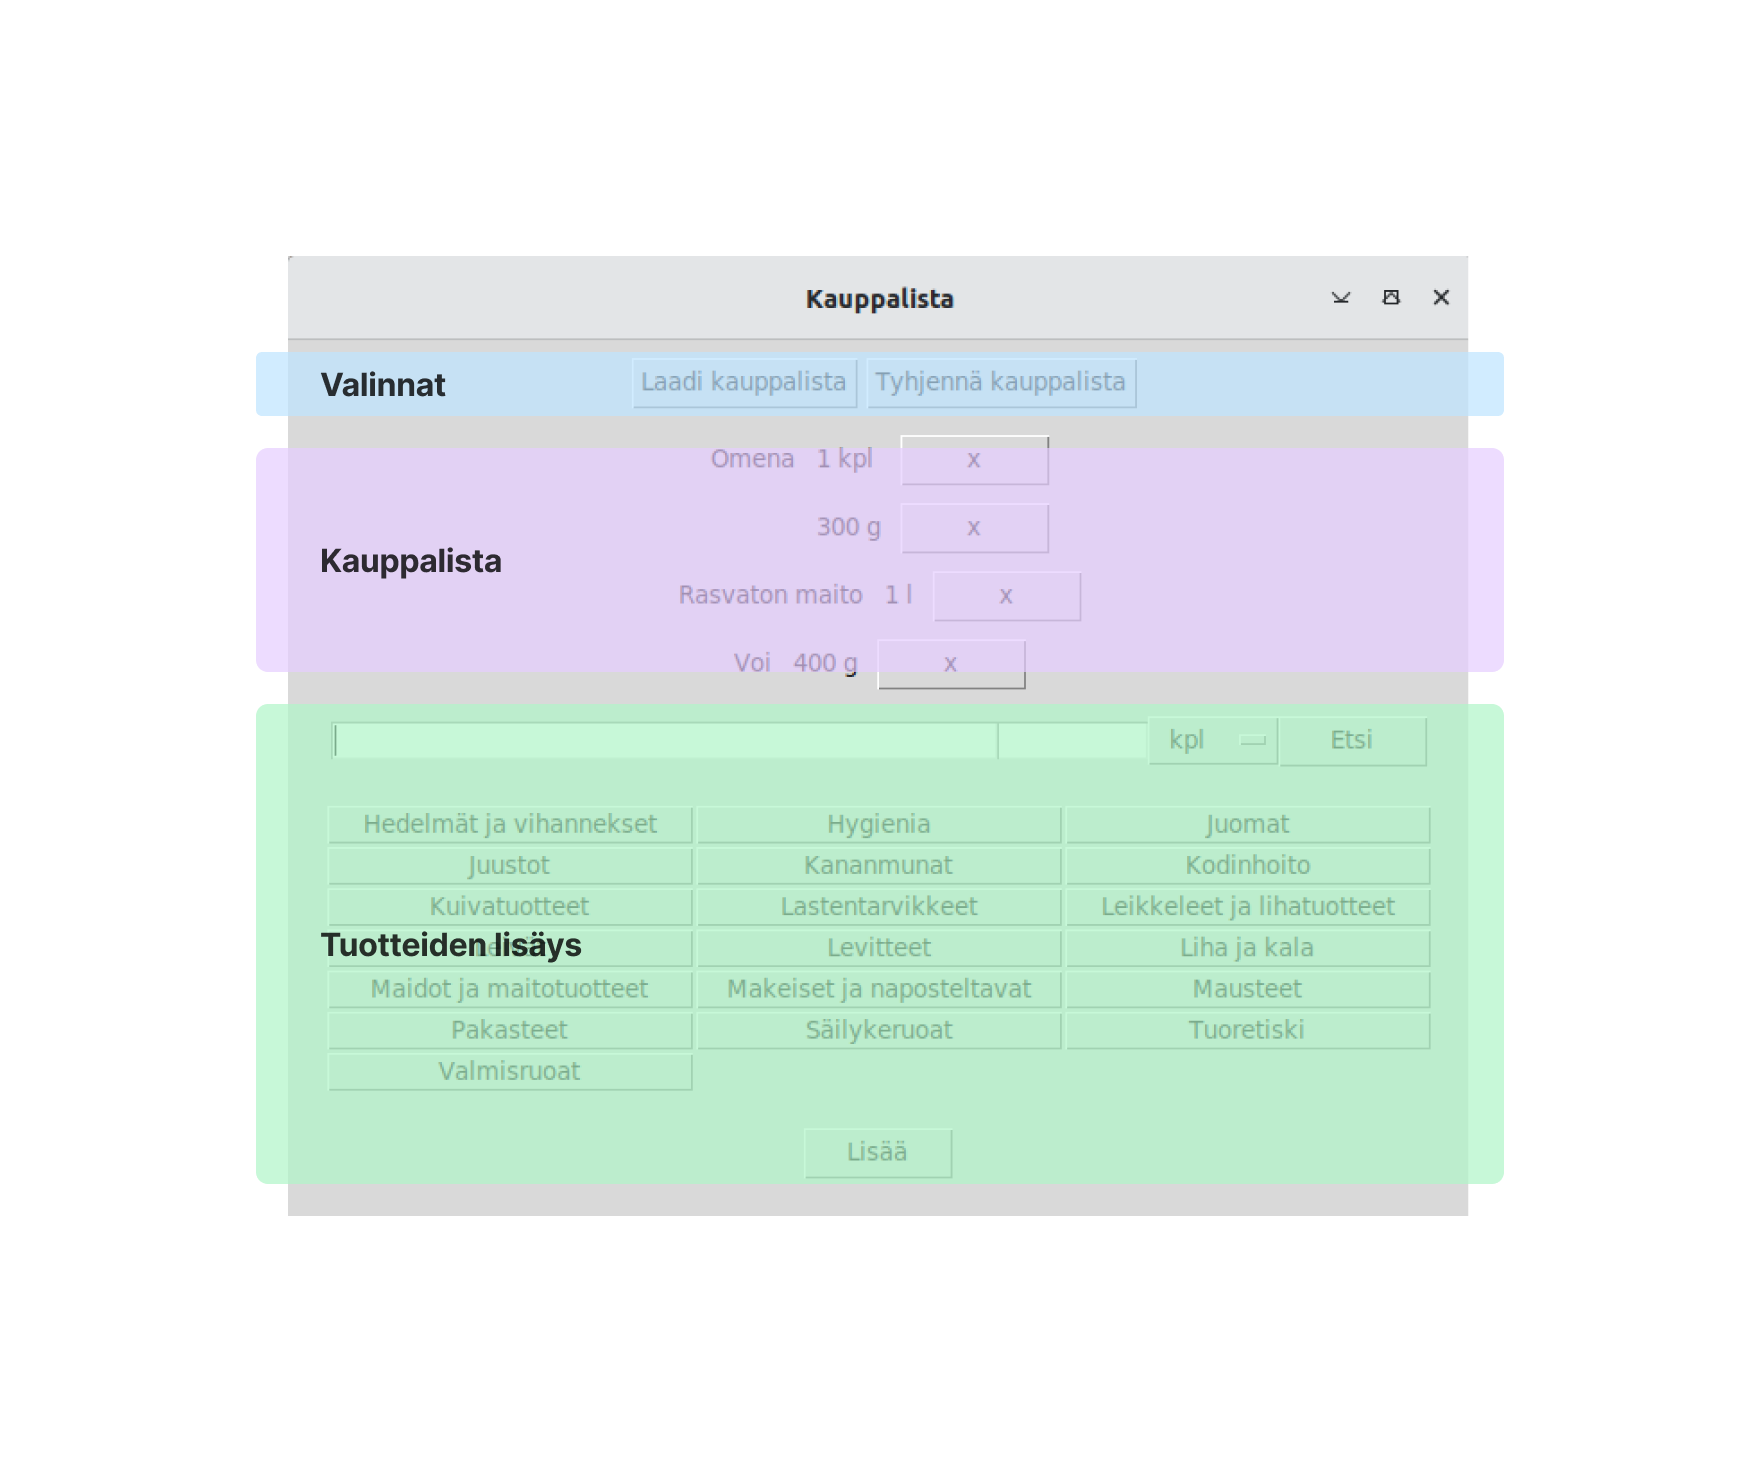 Kauppalista
Valinnat
Laadi kauppalista Tyhjennä kauppalista
Omena 1 kpl x
300 g x
Kauppalista
Rasvaton maito 1 l x
Voi 400 g x
kpl Etsi
Hedelmät ja vihannekset Hygienia Juomat
Juustot Kananmunat Kodinhoito
Kuivatuotteet Lastentarvikkeet Leikkeleet ja lihatuotteet
Tuotteiden lisäys Levitteet Liha ja kala
Maidot ja maitotuotteet Makeiset ja naposteltavat Mausteet
Pakasteet Säilykeruoat Tuoretiski
Valmisruoat
Lisää